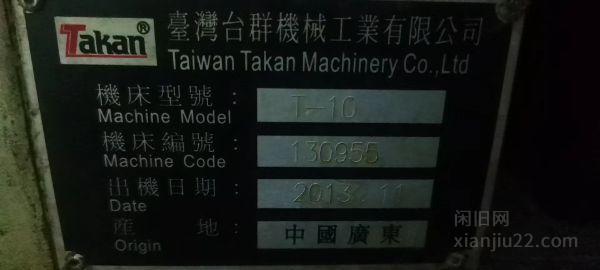 Takan®
臺灣台群機械工業有限公司
Taiwan Takan Machinery Co.,Ltd
機床型號：
Machine Model
T-10
機床編號：
Machine Code
130955
出機日期：
Date
2013.11
産地：
Origin
中國廣東
闲旧网
xianjiu22.com